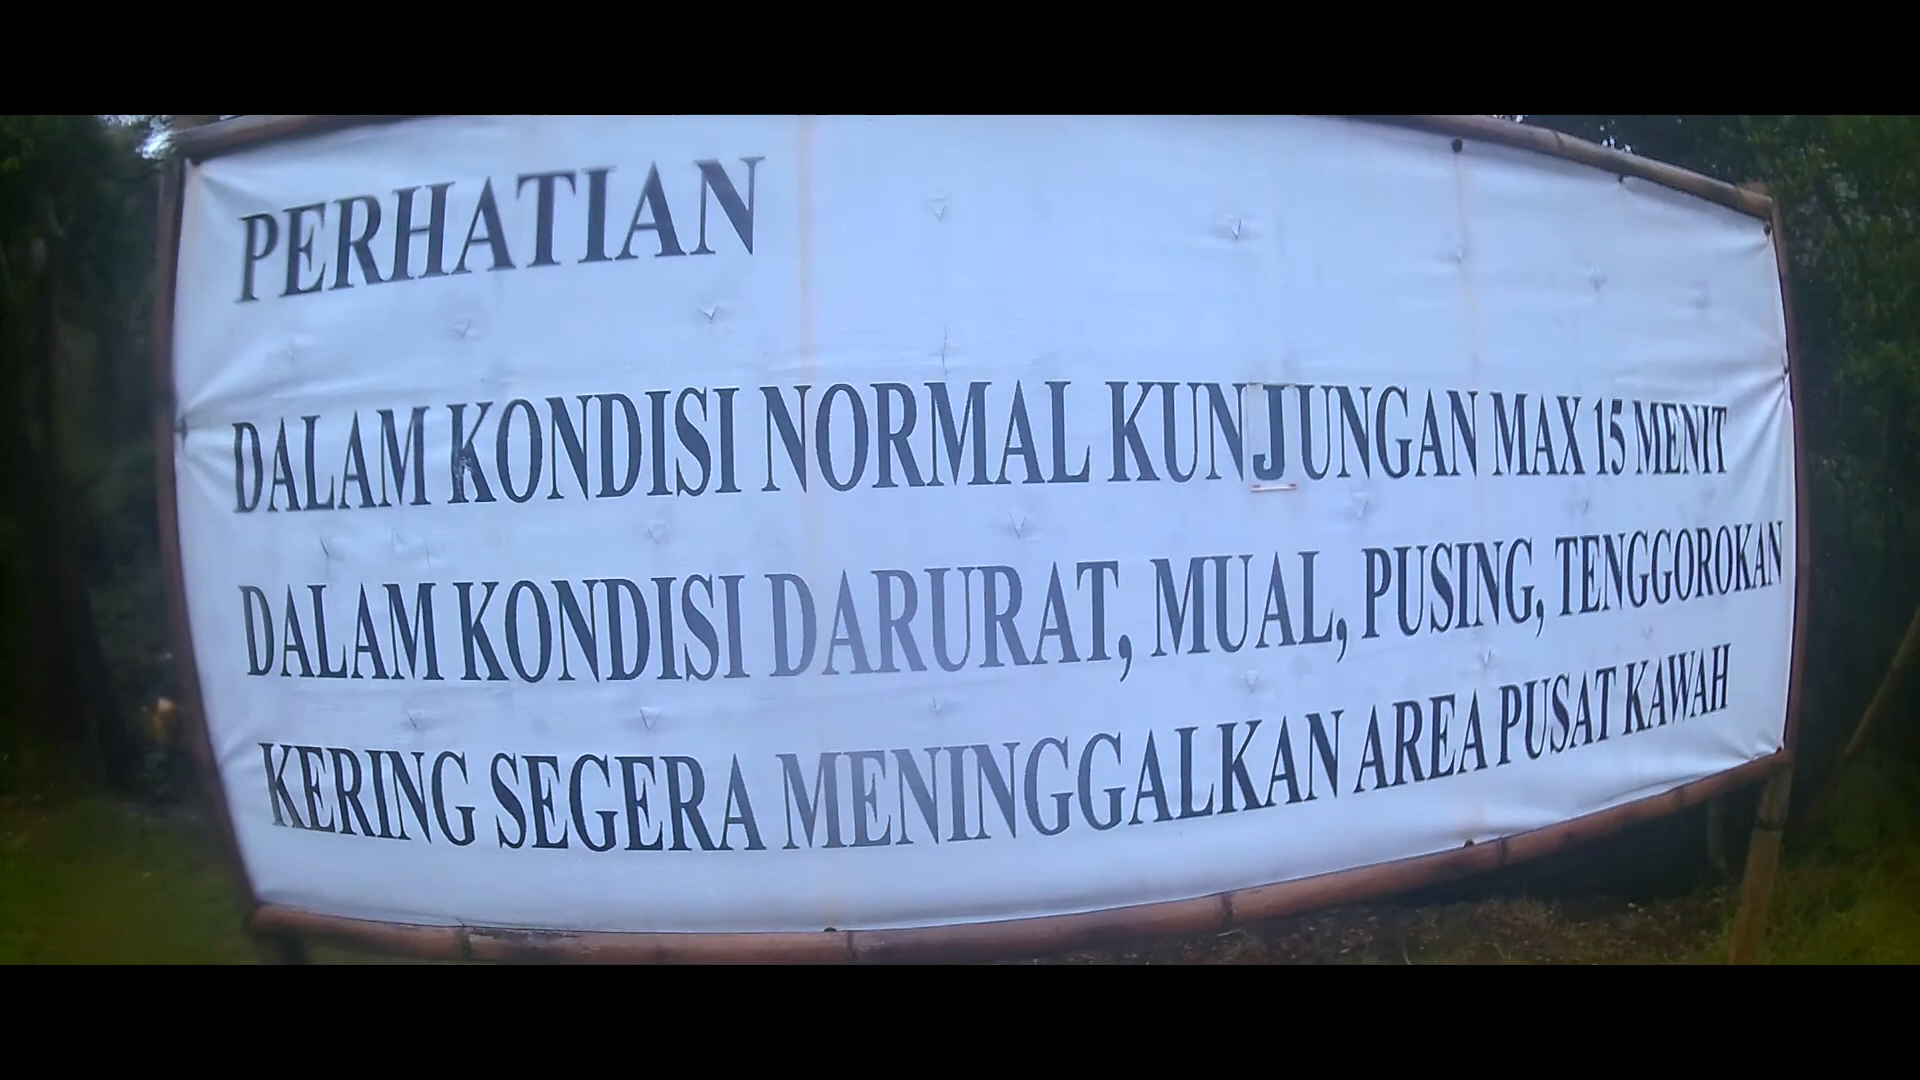 PERHATIAN
DALAM KONDISI NORMAL KUNJUNGAN MAX 15 MENIT
DALAM KONDISI DARURAT, MUAL, PUSING, TENGGOROKAN
KERING SEGERA MENINGGALKAN AREA PUSAT KAWAH